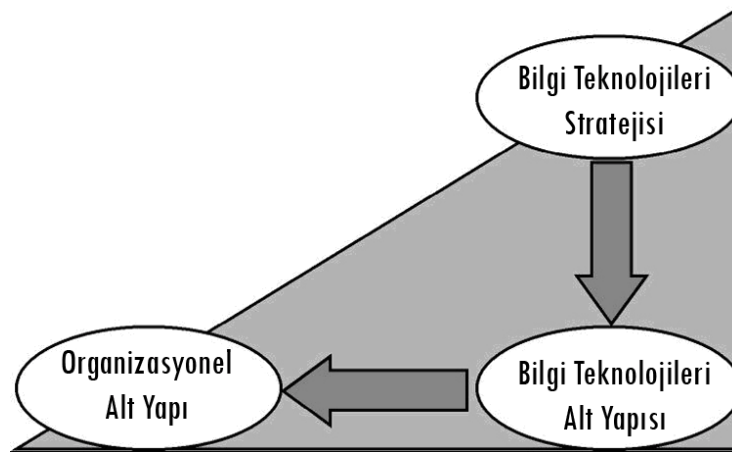 Bilgi Teknolojileri
Stratejisi
Organizasyonel
Alt Yapı
Bilgi Teknolojileri
Alt Yapısı